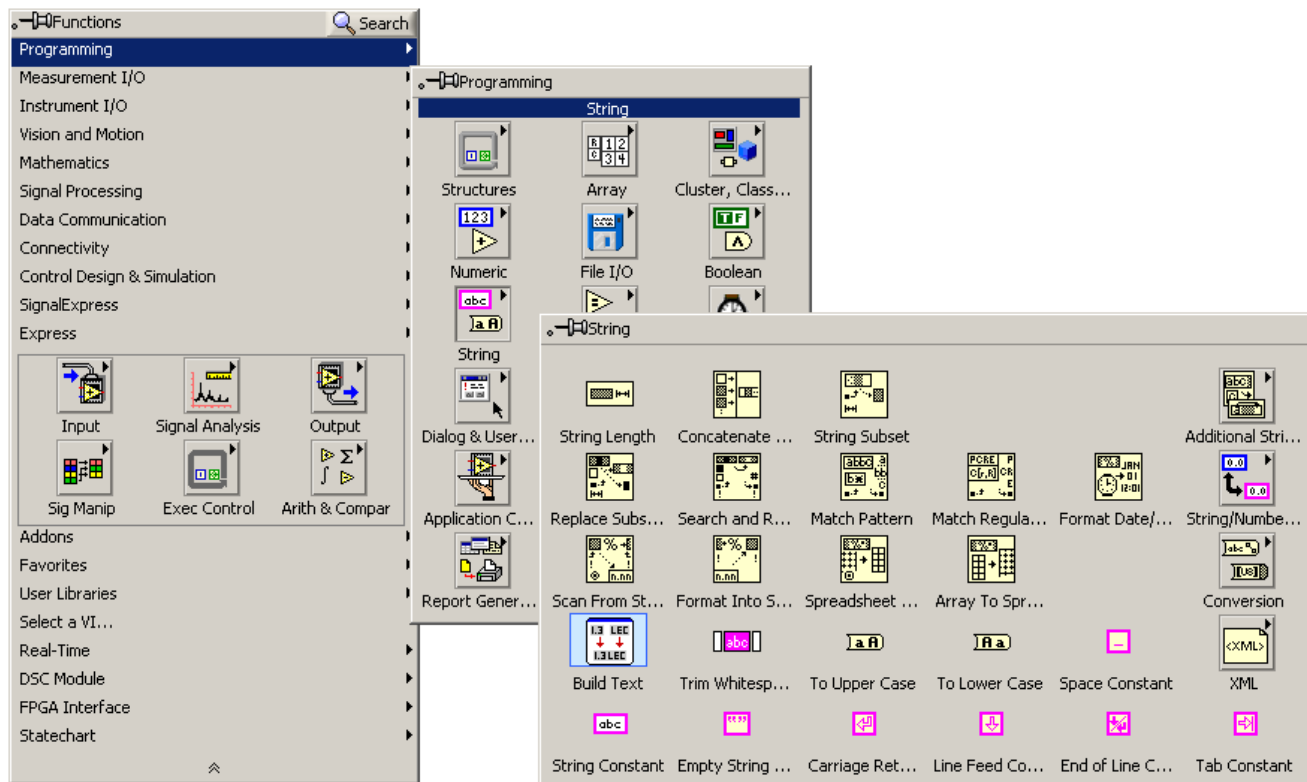 Functions
Search
Programming
Measurement I/O
Instrument I/O
Vision and Motion
Mathematics
Signal Processing
Data Communication
Connectivity
Control Design & Simulation
SignalExpress
Express
Input
Signal Analysis
Output
Sig Manip
Exec Control
Arith & Compar
Addons
Favorites
User Libraries
Select a VI...
Real-Time
DSC Module
FPGA Interface
Statechart
Programming
String
Structures
Array
Cluster, Class...
Numeric
File I/O
Boolean
String
Dialog & User...
Application C...
Report Gener...
String
String Length
Concatenate ...
String Subset
Additional Stri...
Replace Subs...
Search and R...
Match Pattern
Match Regula...
Format Date/...
String/Numbe...
Scan From St...
Format Into S...
Spreadsheet ...
Array To Spr...
Conversion
Build Text
Trim Whitesp...
To Upper Case
To Lower Case
Space Constant
XML
String Constant
Empty String ...
Carriage Ret...
Line Feed Co...
End of Line C...
Tab Constant